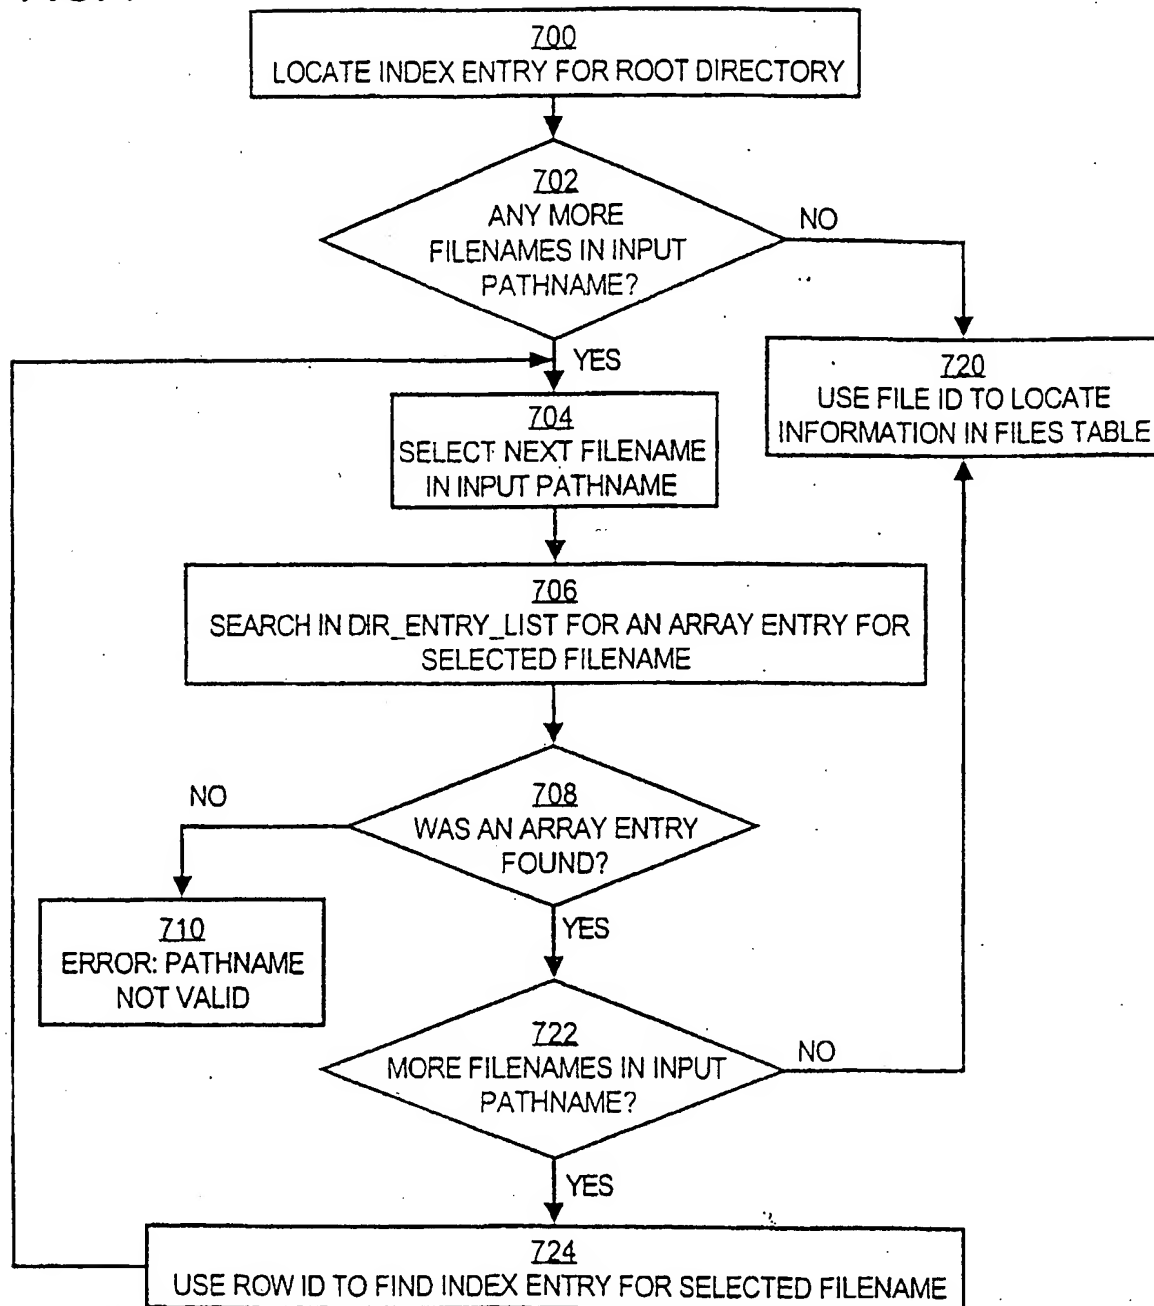 700
LOCATE INDEX ENTRY FOR ROOT DIRECTORY
702
ANY MORE
FILENAMES IN INPUT
PATHNAME?
NO
YES
720
USE FILE ID TO LOCATE
INFORMATION IN FILES TABLE
704
SELECT NEXT FILENAME
IN INPUT PATHNAME
706
SEARCH IN DIR_ENTRY_LIST FOR AN ARRAY ENTRY FOR
SELECTED FILENAME
708
WAS AN ARRAY ENTRY
FOUND?
NO
710
ERROR: PATHNAME
NOT VALID
YES
722
MORE FILENAMES IN INPUT
PATHNAME?
NO
YES
724
USE ROW ID TO FIND INDEX ENTRY FOR SELECTED FILENAME